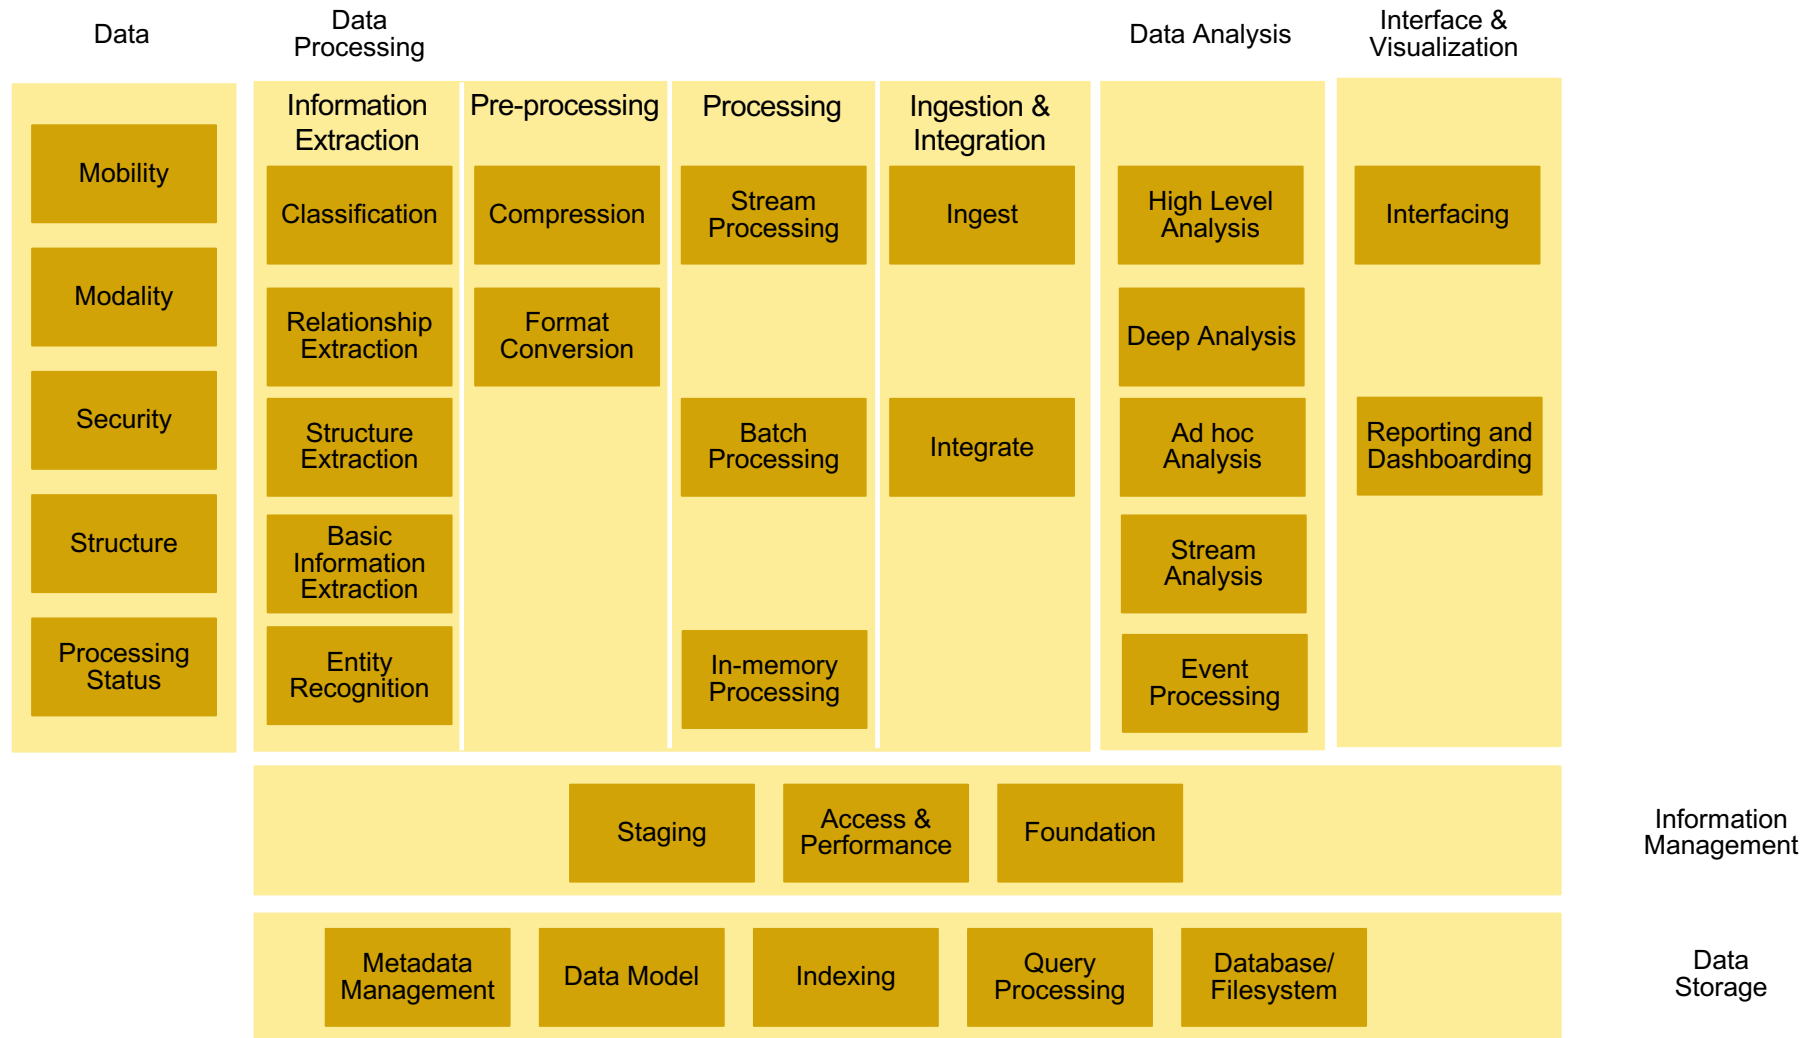 Data
Data
Processing
Data Analysis
Interface &
Visualization
Mobility
Modality
Security
Structure
Processing
Status
Information
Extraction
Classification
Relationship
Extraction
Structure
Extraction
Basic
Information
Extraction
Entity
Recognition
Pre-processing
Compression
Format
Conversion
Processing
Stream
Processing
Batch
Processing
In-memory
Processing
Ingestion &
Integration
Ingest
Integrate
High Level
Analysis
Deep Analysis
Ad hoc
Analysis
Stream
Analysis
Event
Processing
Interfacing
Reporting and
Dashboarding
Staging
Access &
Performance
Foundation
Information
Management
Metadata
Management
Data Model
Indexing
Query
Processing
Database/
Filesystem
Data
Storage